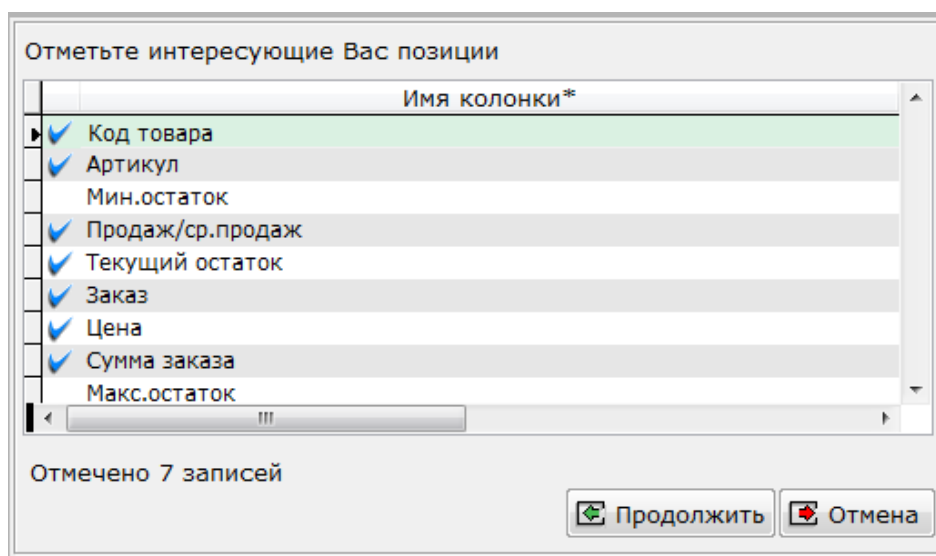 Отметьте интересующие Вас позиции
Имя колонки*
Код товара
Артикул
Мин.остаток
Продаж/ср.продаж
Текущий остаток
Заказ
Цена
Сумма заказа
Макс.остаток
Отмечено 7 записей
Продолжить Отмена